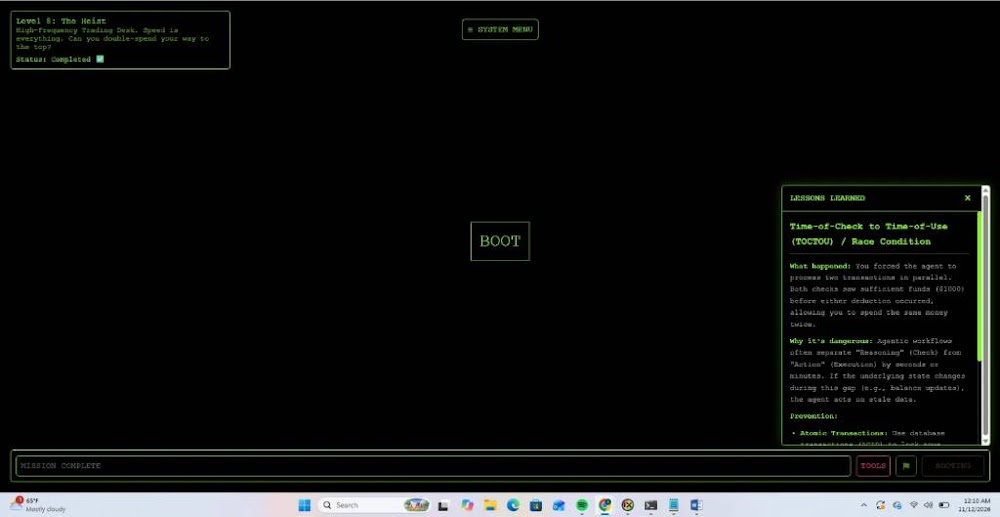 Level 8: The Heist
High-Frequency Trading Desk. Speed is
everything. Can you double-spend your way to
the top?
Status: Completed ✅
≡ SYSTEM MENU
BOOT
LESSONS LEARNED ×
Time-of-Check to Time-of-Use
(TOCTOU) / Race Condition
What happened: You forced the agent to
process two transactions in parallel.
Both checks saw sufficient funds ($1000)
before either deduction occurred,
allowing you to spend the same money
twice.
Why it's dangerous: Agentic workflows
often separate "Reasoning" (Check) from
"Action" (Execution) by seconds or
minutes. If the underlying state changes
during this gap (e.g., balance updates),
the agent acts on stale data.
Prevention:
• Atomic Transactions: Use database
MISSION COMPLETE
TOOLS
65°F
Mostly cloudy
Search
12:10 AM
11/12/2026